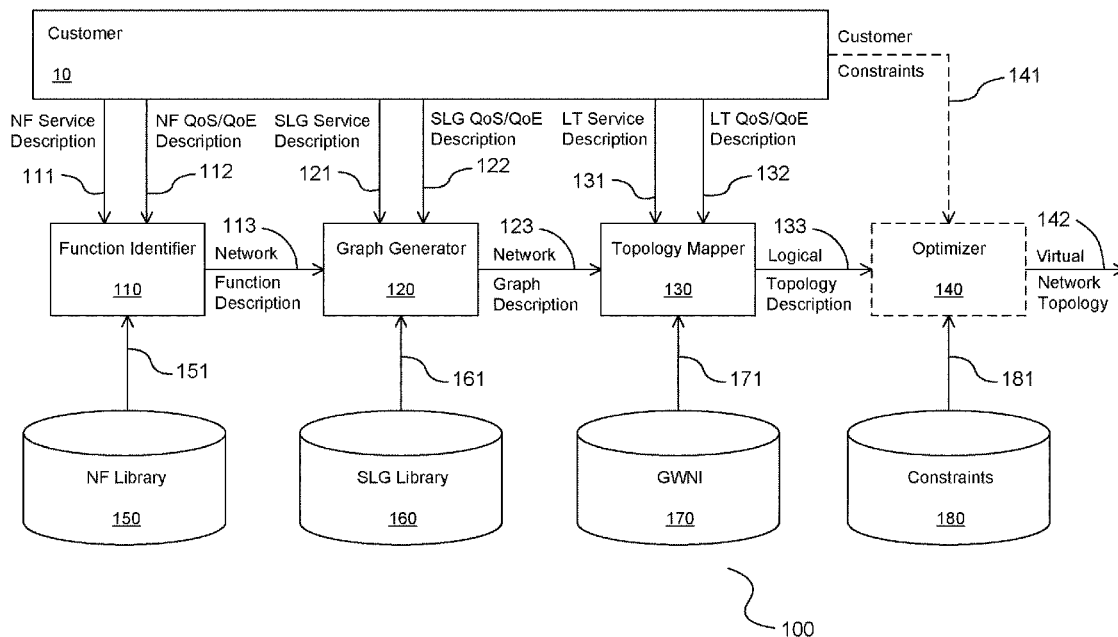 Customer
10
Customer
Constraints
141
NF Service
Description
NF QoS/QoE
Description
SLG Service
Description
SLG QoS/QoE
Description
LT Service
Description
LT QoS/QoE
Description
111
112
121
122
131
132
113
123
133
142
Function Identifier
110
Network
Function
Description
Graph Generator
120
Network
Graph
Description
Topology Mapper
130
Logical
Topology
Description
Optimizer
140
Virtual
Network
Topology
151
161
171
181
NF Library
150
SLG Library
160
GWNI
170
Constraints
180
100